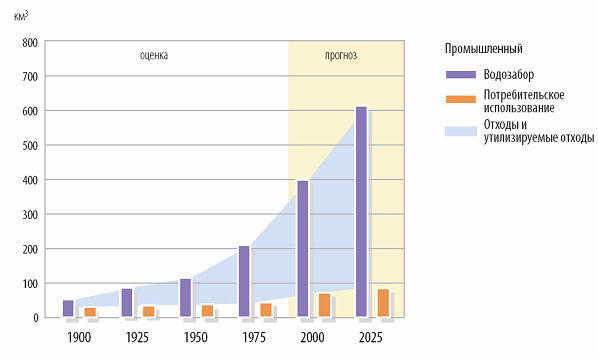 км3
800
700
600
500
400
300
200
100
0
оценка
прогноз
1900
1925
1950
1975
2000
2025
Промышленный
Водозабор
Потребительское
использование
Отходы и
утилизируемые отходы